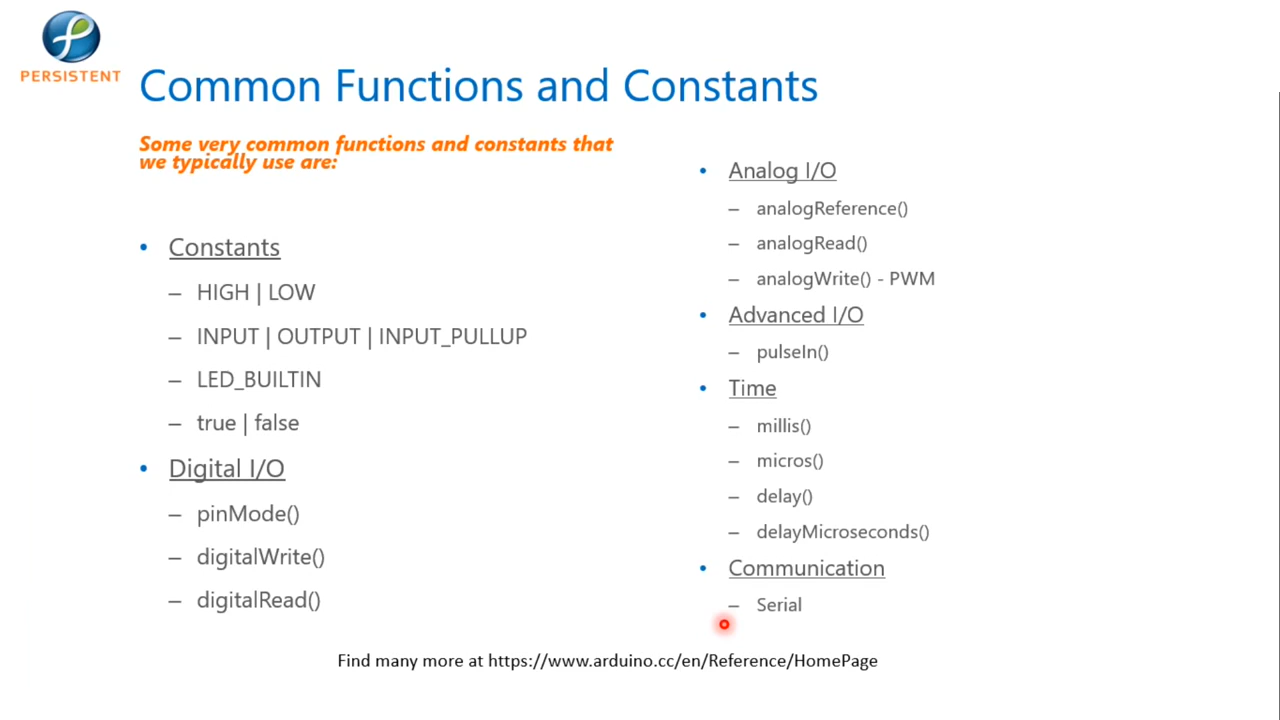 PERSISTENT
Common Functions and Constants
Some very common functions and constants that
we typically use are:
• Constants
– HIGH | LOW
– INPUT | OUTPUT | INPUT_PULLUP
– LED_BUILTIN
– true | false
• Digital I/O
– pinMode()
– digitalWrite()
– digitalRead()
• Analog I/O
– analogReference()
– analogRead()
– analogWrite() - PWM
• Advanced I/O
– pulseIn()
• Time
– millis()
– micros()
– delay()
– delayMicroseconds()
• Communication
– Serial
Find many more at https://www.arduino.cc/en/Reference/HomePage